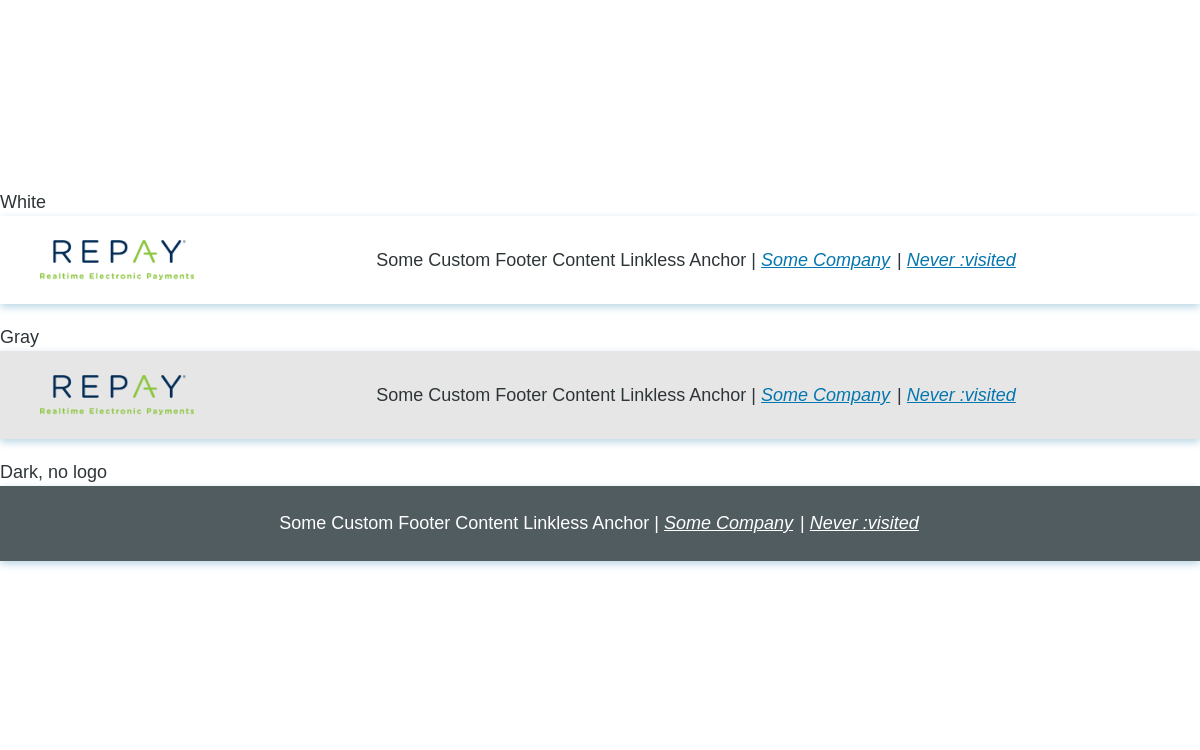 White
REPAY
Realtime Electronic Payments
Some Custom Footer Content Linkless Anchor | Some Company | Never :visited
Gray
REPAY
Realtime Electronic Payments
Some Custom Footer Content Linkless Anchor | Some Company | Never :visited
Dark, no logo
Some Custom Footer Content Linkless Anchor | Some Company | Never :visited